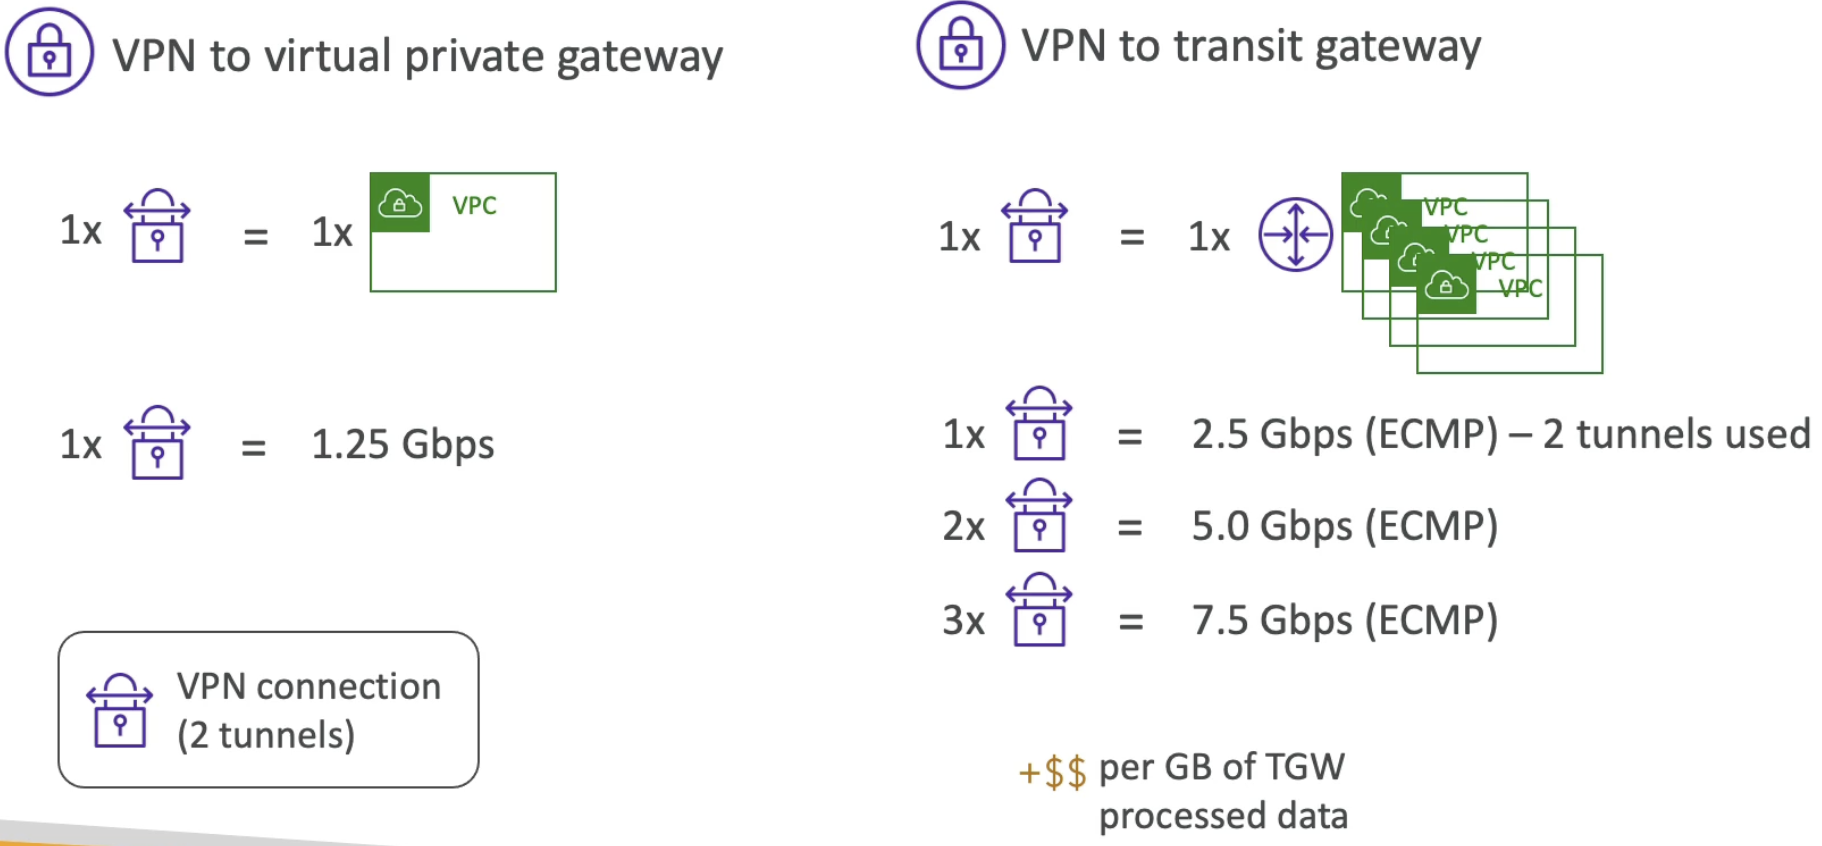 VPN to virtual private gateway
1x = 1x VPC
1x = 1.25 Gbps
VPN connection
(2 tunnels)
VPN to transit gateway
1x = 1x VPC
VPC
VPC
VPC
1x = 2.5 Gbps (ECMP) – 2 tunnels used
2x = 5.0 Gbps (ECMP)
3x = 7.5 Gbps (ECMP)
+$$ per GB of TGW
processed data